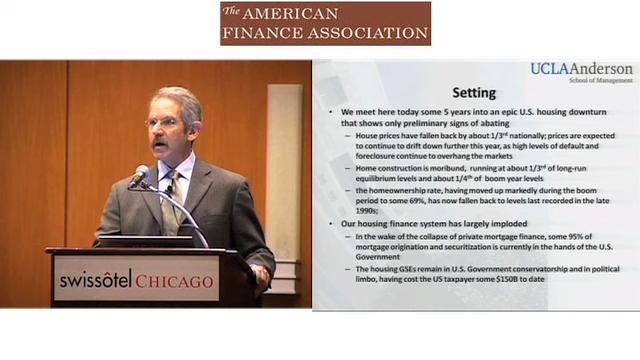 The AMERICAN
FINANCE ASSOCIATION
UCLAAnderson
School of Management
Setting
• We meet here today some 5 years into an epic U.S. housing downturn
that shows only preliminary signs of abating
– House prices have fallen back by about 1/3rd nationally; prices are expected
to continue to drift down further this year, as high levels of default and
foreclosure continue to overhang the markets
– Home construction is moribund, running at about 1/3rd of long-run
equilibrium levels and about 1/4th of boom year levels
– the homeownership rate, having moved up markedly during the boom
period to some 69%, has now fallen back to levels last recorded in the late
1990s;
• Our housing finance system has largely imploded
– In the wake of the collapse of private mortgage finance, some 95% of
mortgage origination and securitization is currently in the hands of the U.S.
Government
– The housing GSEs remain in U.S. Government conservatorship and in political
limbo, having cost the US taxpayer some $150B to date
swissôtel CHICAGO